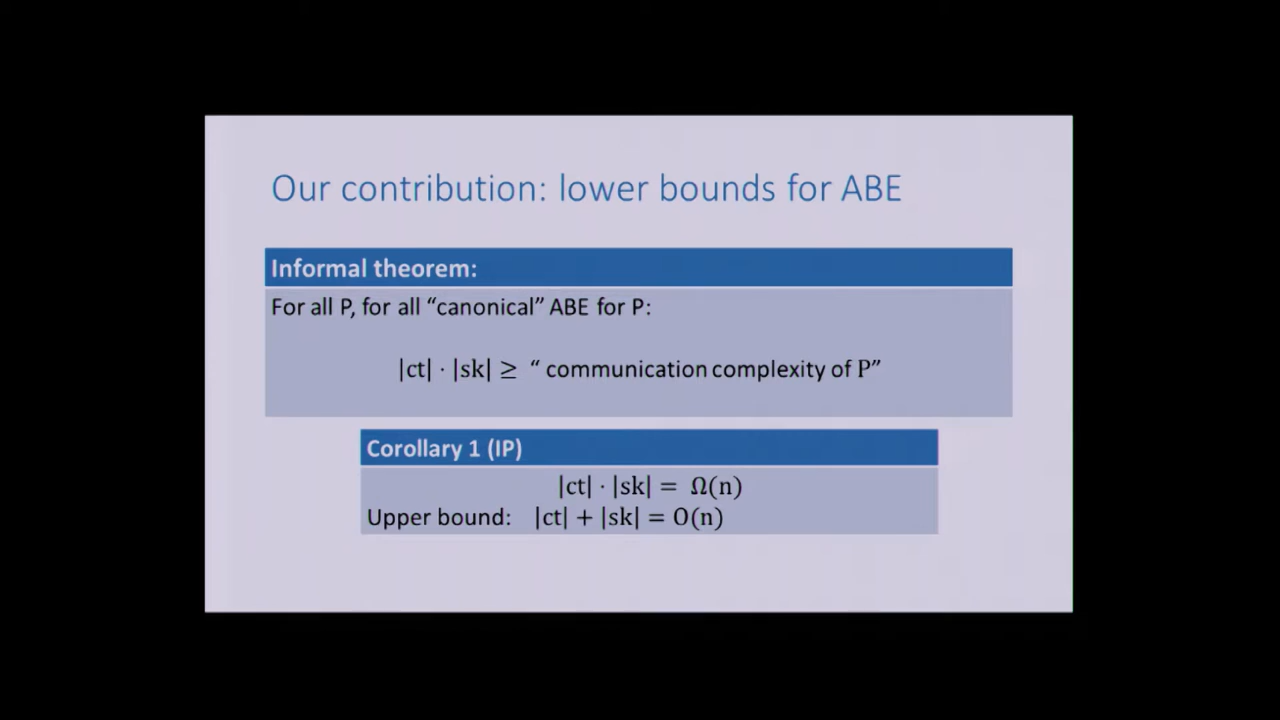 Our contribution: lower bounds for ABE
Informal theorem:
For all P, for all “canonical” ABE for P:
|ct| · |sk| ≥ “ communication complexity of P”
Corollary 1 (IP)
|ct| · |sk| = Ω(n)
Upper bound: |ct| + |sk| = O(n)